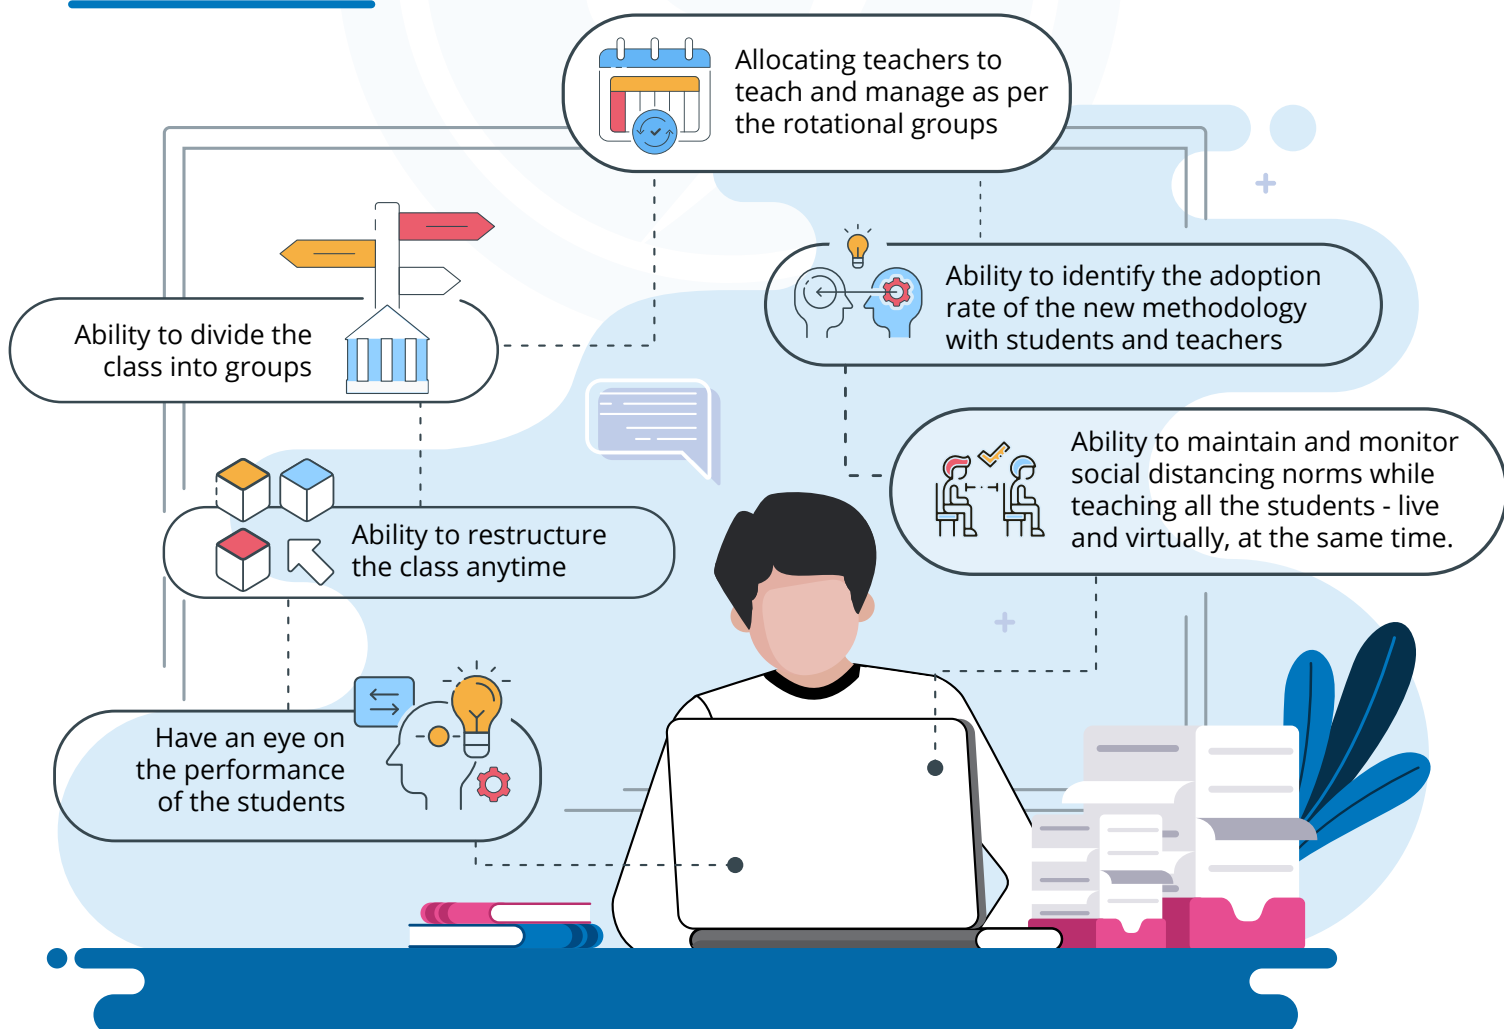 Allocating teachers to
teach and manage as per
the rotational groups
Ability to divide the
class into groups
Ability to identify the adoption
rate of the new methodology
with students and teachers
Ability to restructure
the class anytime
Ability to maintain and monitor
social distancing norms while
teaching all the students - live
and virtually, at the same time.
Have an eye on
the performance
of the students